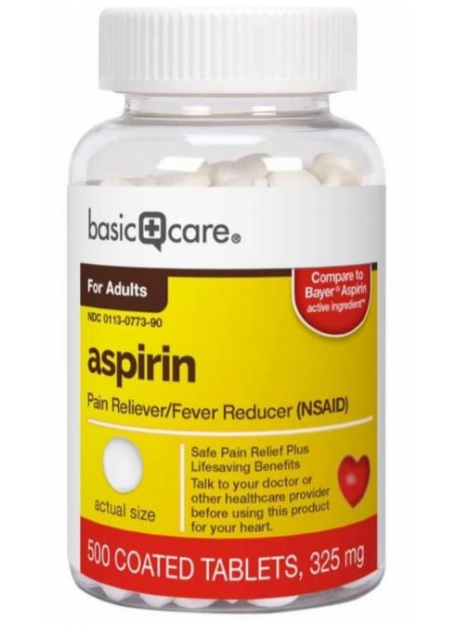 basic care®
For Adults
Compare to
Bayer® Aspirin
active ingredient**
NDC 0113-0773-90
aspirin
Pain Reliever/Fever Reducer (NSAID)
Safe Pain Relief Plus
Lifesaving Benefits
Talk to your doctor or
other healthcare provider
before using this product
for your heart.
actual size
500 COATED TABLETS, 325 mg